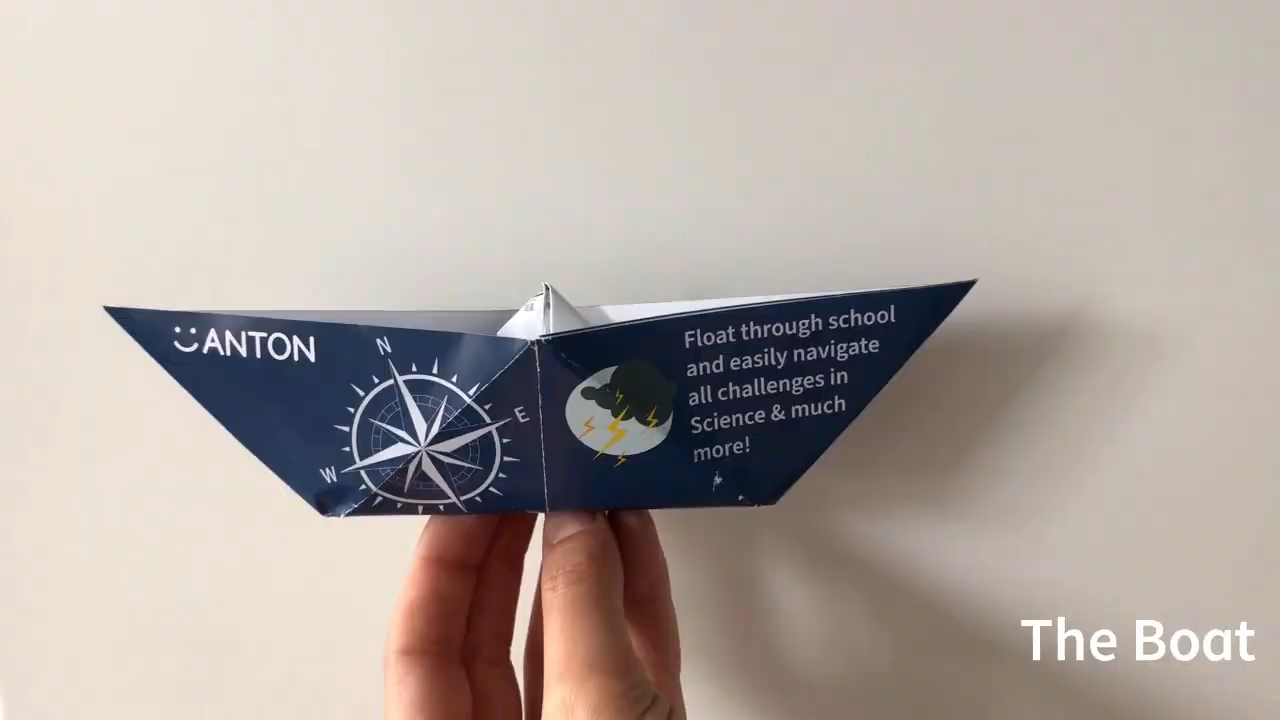 ANTON
N
E
W
Float through school
and easily navigate
all challenges in
Science & much
more!
The Boat